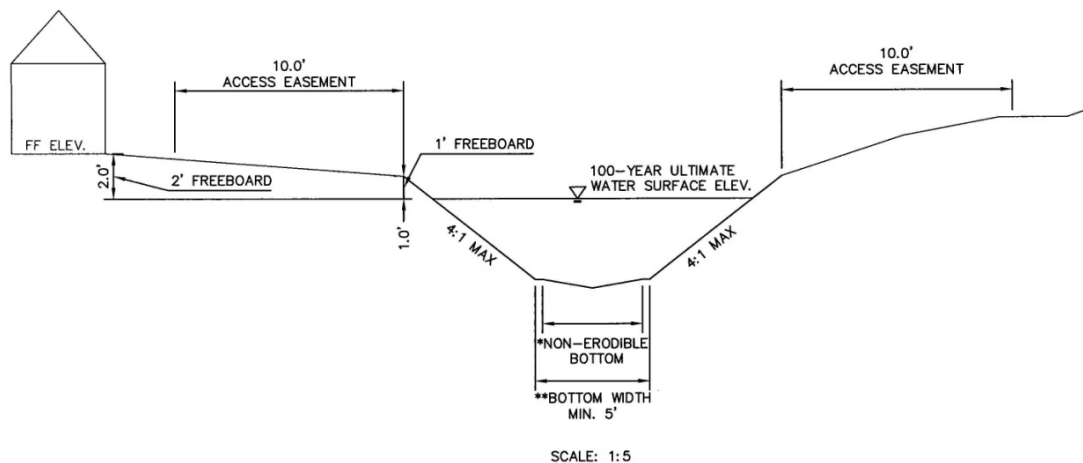 10.0'
ACCESS EASEMENT
10.0'
ACCESS EASEMENT
FF ELEV.
1' FREEBOARD
2.0'
2' FREEBOARD
100-YEAR ULTIMATE
WATER SURFACE ELEV.
1.0'
4:1 MAX
4:1 MAX
*NON-ERODIBLE
BOTTOM
**BOTTOM WIDTH
MIN. 5'
SCALE: 1:5